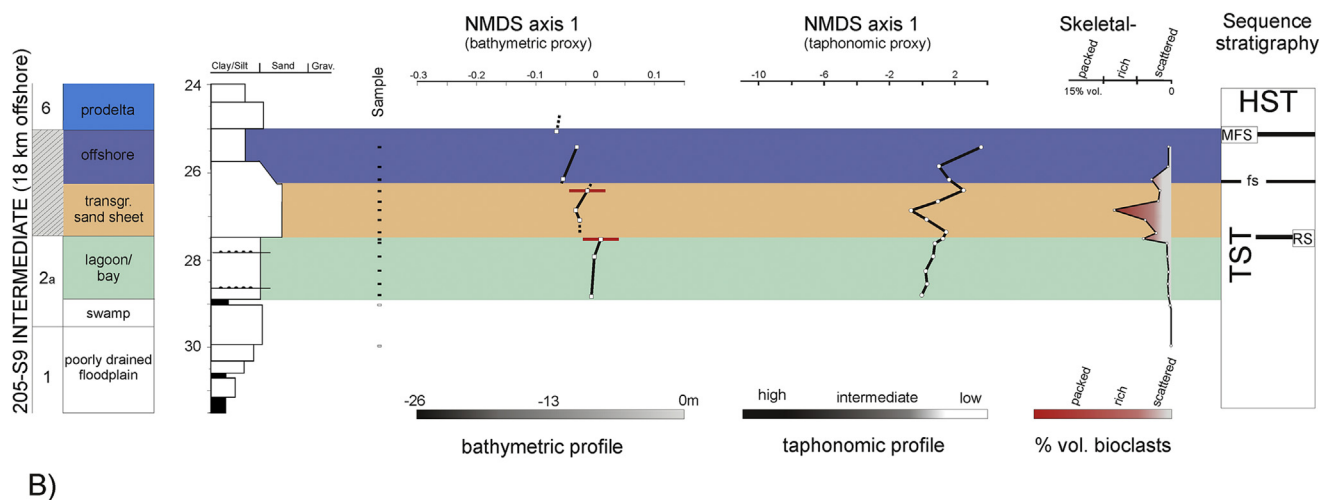 205-S9 INTERMEDIATE (18 km offshore)
6
2a
1
prodelta
offshore
transgr.
sand sheet
lagoon/
bay
swamp
poorly drained
floodplain
Clay/Silt
Sand
Grav.
24
26
28
30
Sample
NMDS axis 1
(bathymetric proxy)
-0.3
-0.2
-0.1
0
0.1
-26
-13
0m
bathymetric profile
NMDS axis 1
(taphonomic proxy)
-10
-6
-2
2
4
high
intermediate
low
taphonomic profile
Skeletal-
packed
rich
scattered
15% vol.
0
packed
rich
scattered
% vol. bioclasts
Sequence
stratigraphy
HST
MFS
fs
TST
RS
B)